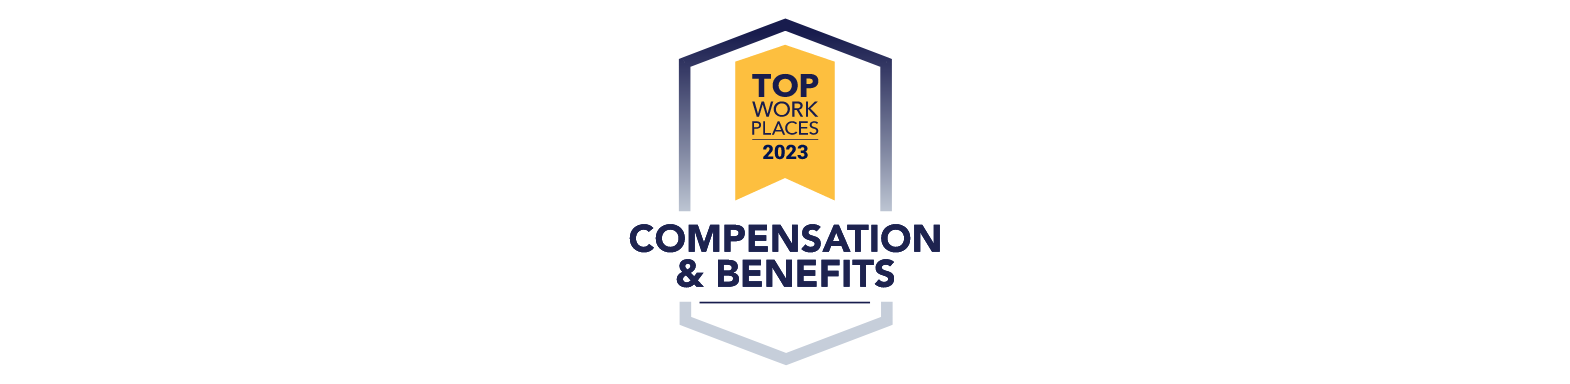 TOP
WORK
PLACES
2023
COMPENSATION
& BENEFITS